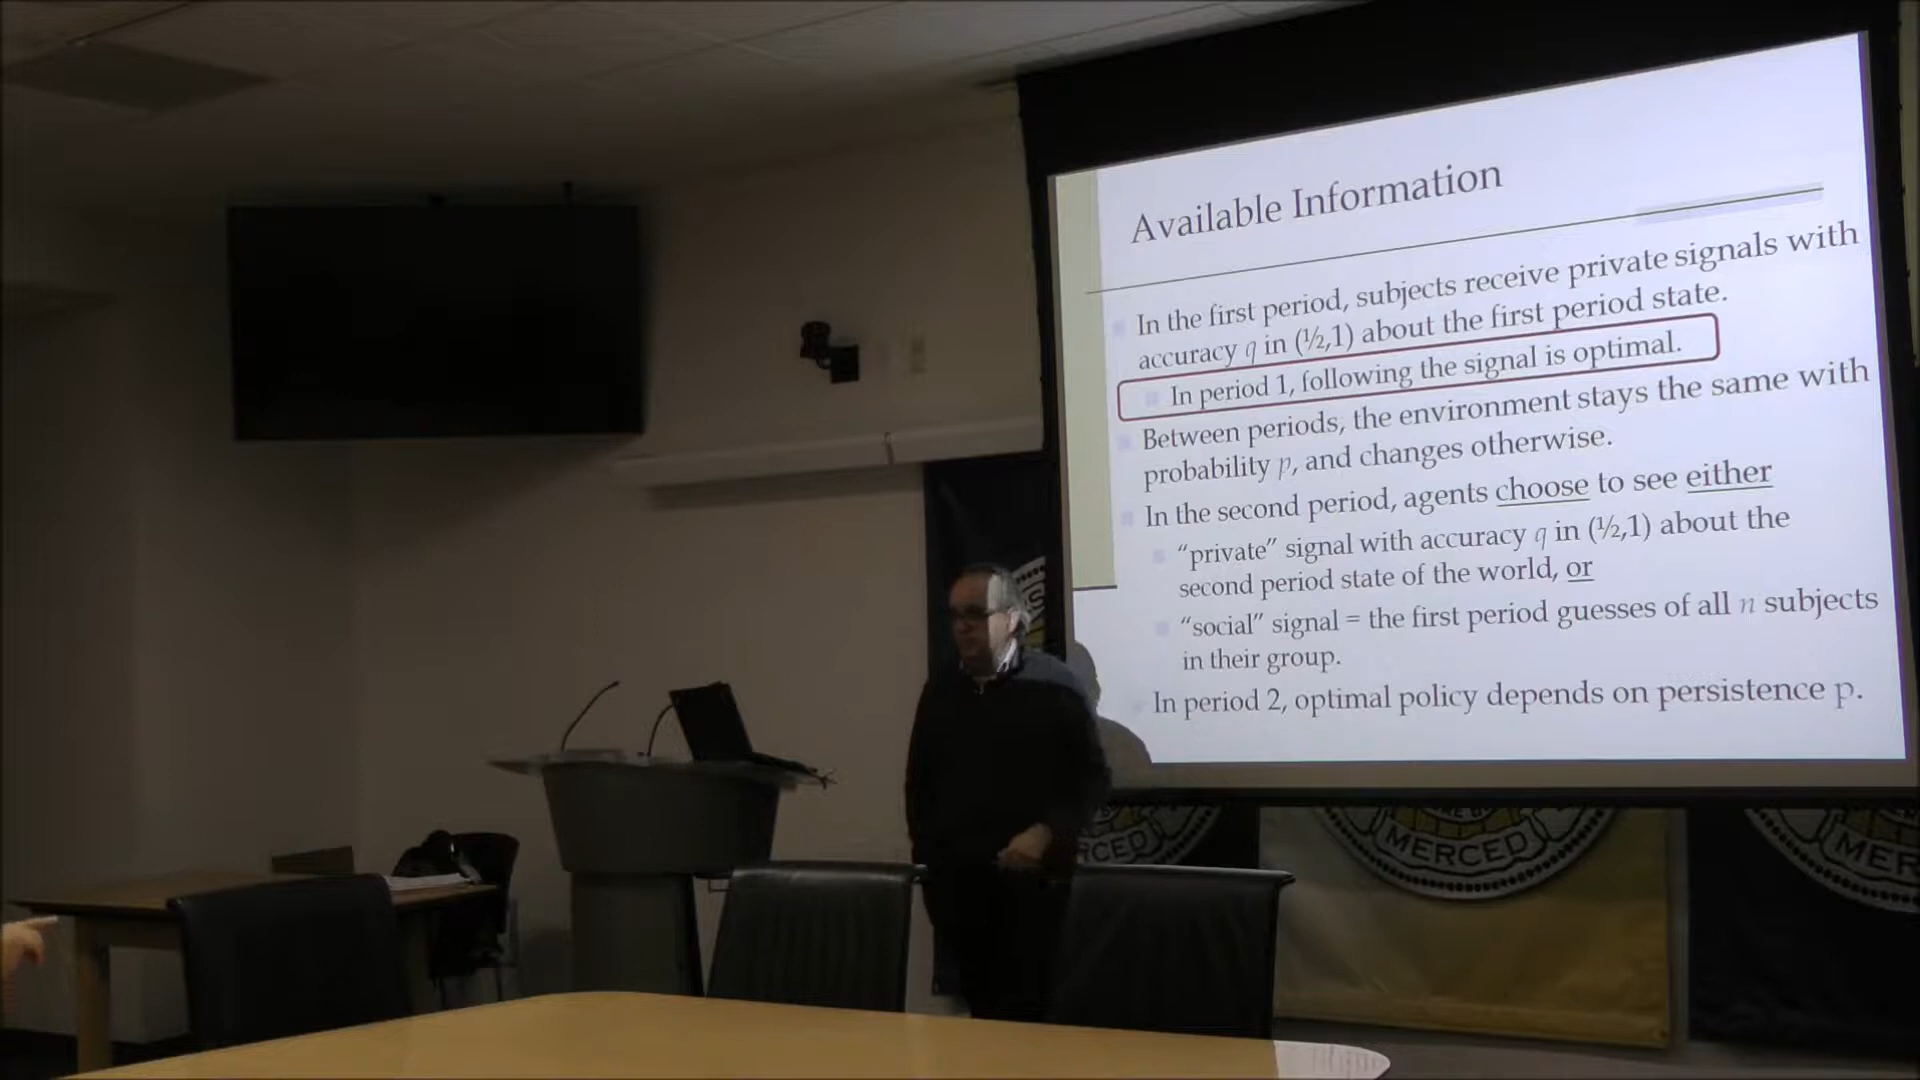 Available Information
In the first period, subjects receive private signals with
accuracy q in (½,1) about the first period state.
In period 1, following the signal is optimal.
Between periods, the environment stays the same with
probability p, and changes otherwise.
In the second period, agents choose to see either
“private” signal with accuracy q in (½,1) about the
second period state of the world, or
“social” signal = the first period guesses of all n subjects
in their group.
In period 2, optimal policy depends on persistence p.
MERCED